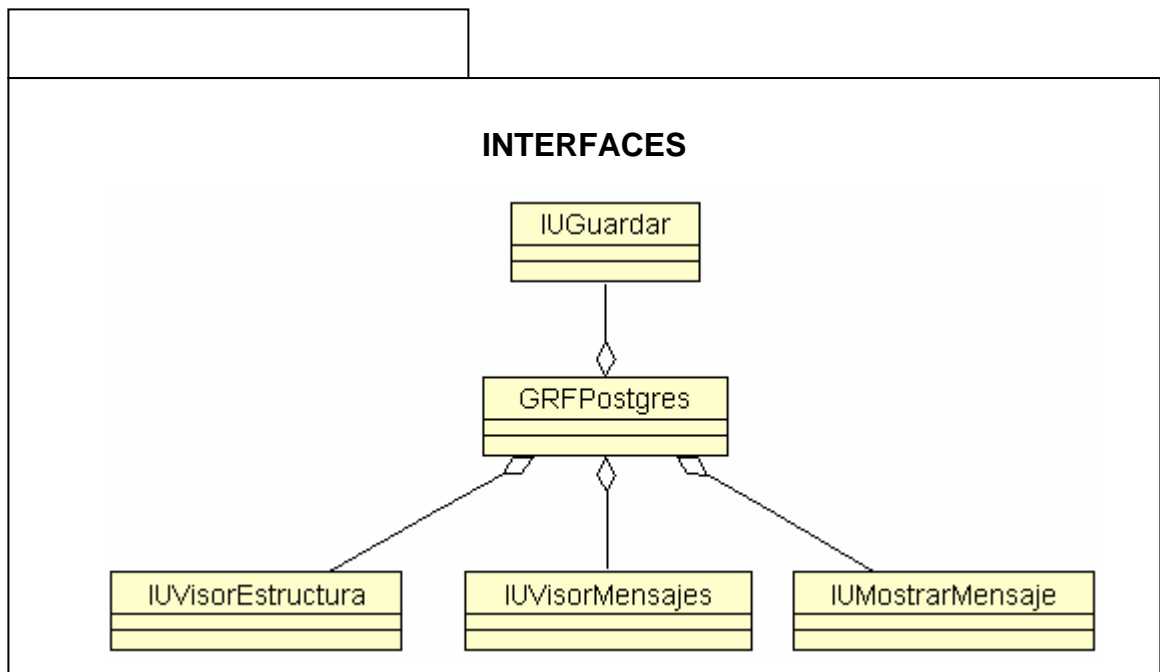 INTERFACES
IUGuardar
GRFPostgres
IUVisorEstructura
IUVisorMensajes
IUMostrarMensaje